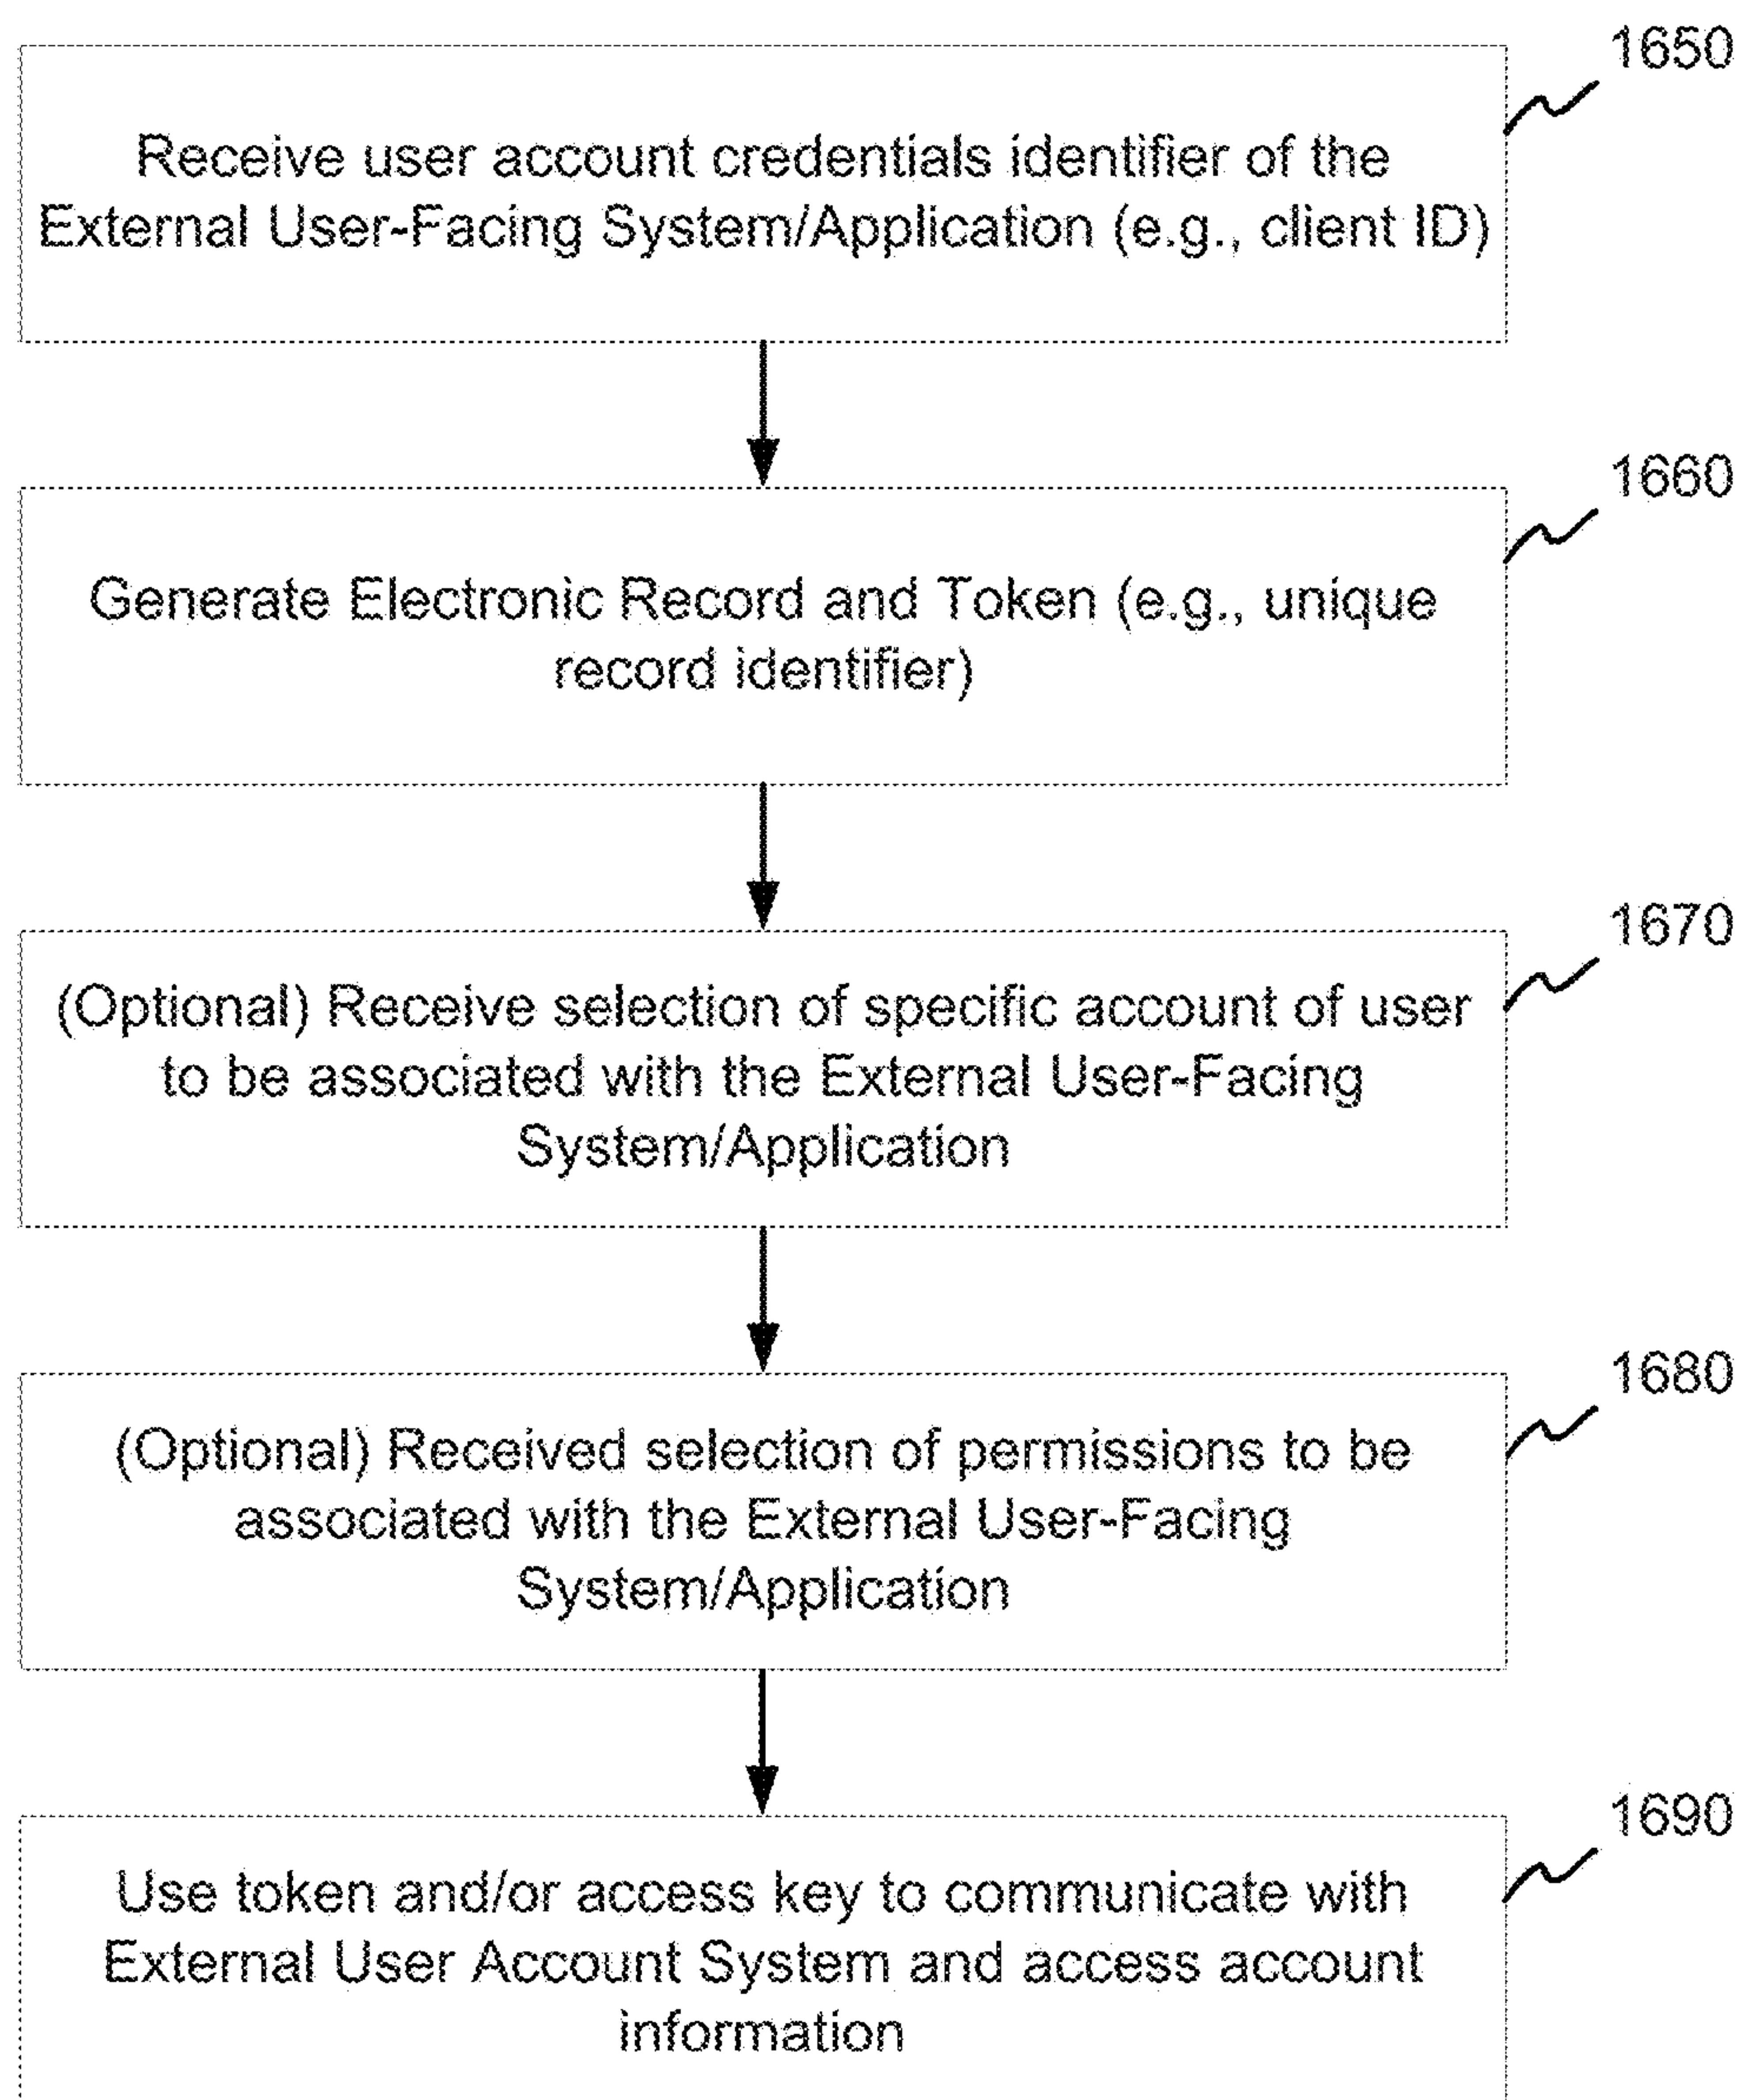 1650
Receive user account credentials identifier of the
External User-Facing System/Application (e.g., client ID)
1660
Generate Electronic Record and Token (e.g., unique
record identifier)
1670
(Optional) Receive selection of specific account of user
to be associated with the External User-Facing
System/Application
1680
(Optional) Received selection of permissions to be
associated with the External User-Facing
System/Application
1690
Use token and/or access key to communicate with
External User Account System and access account
information